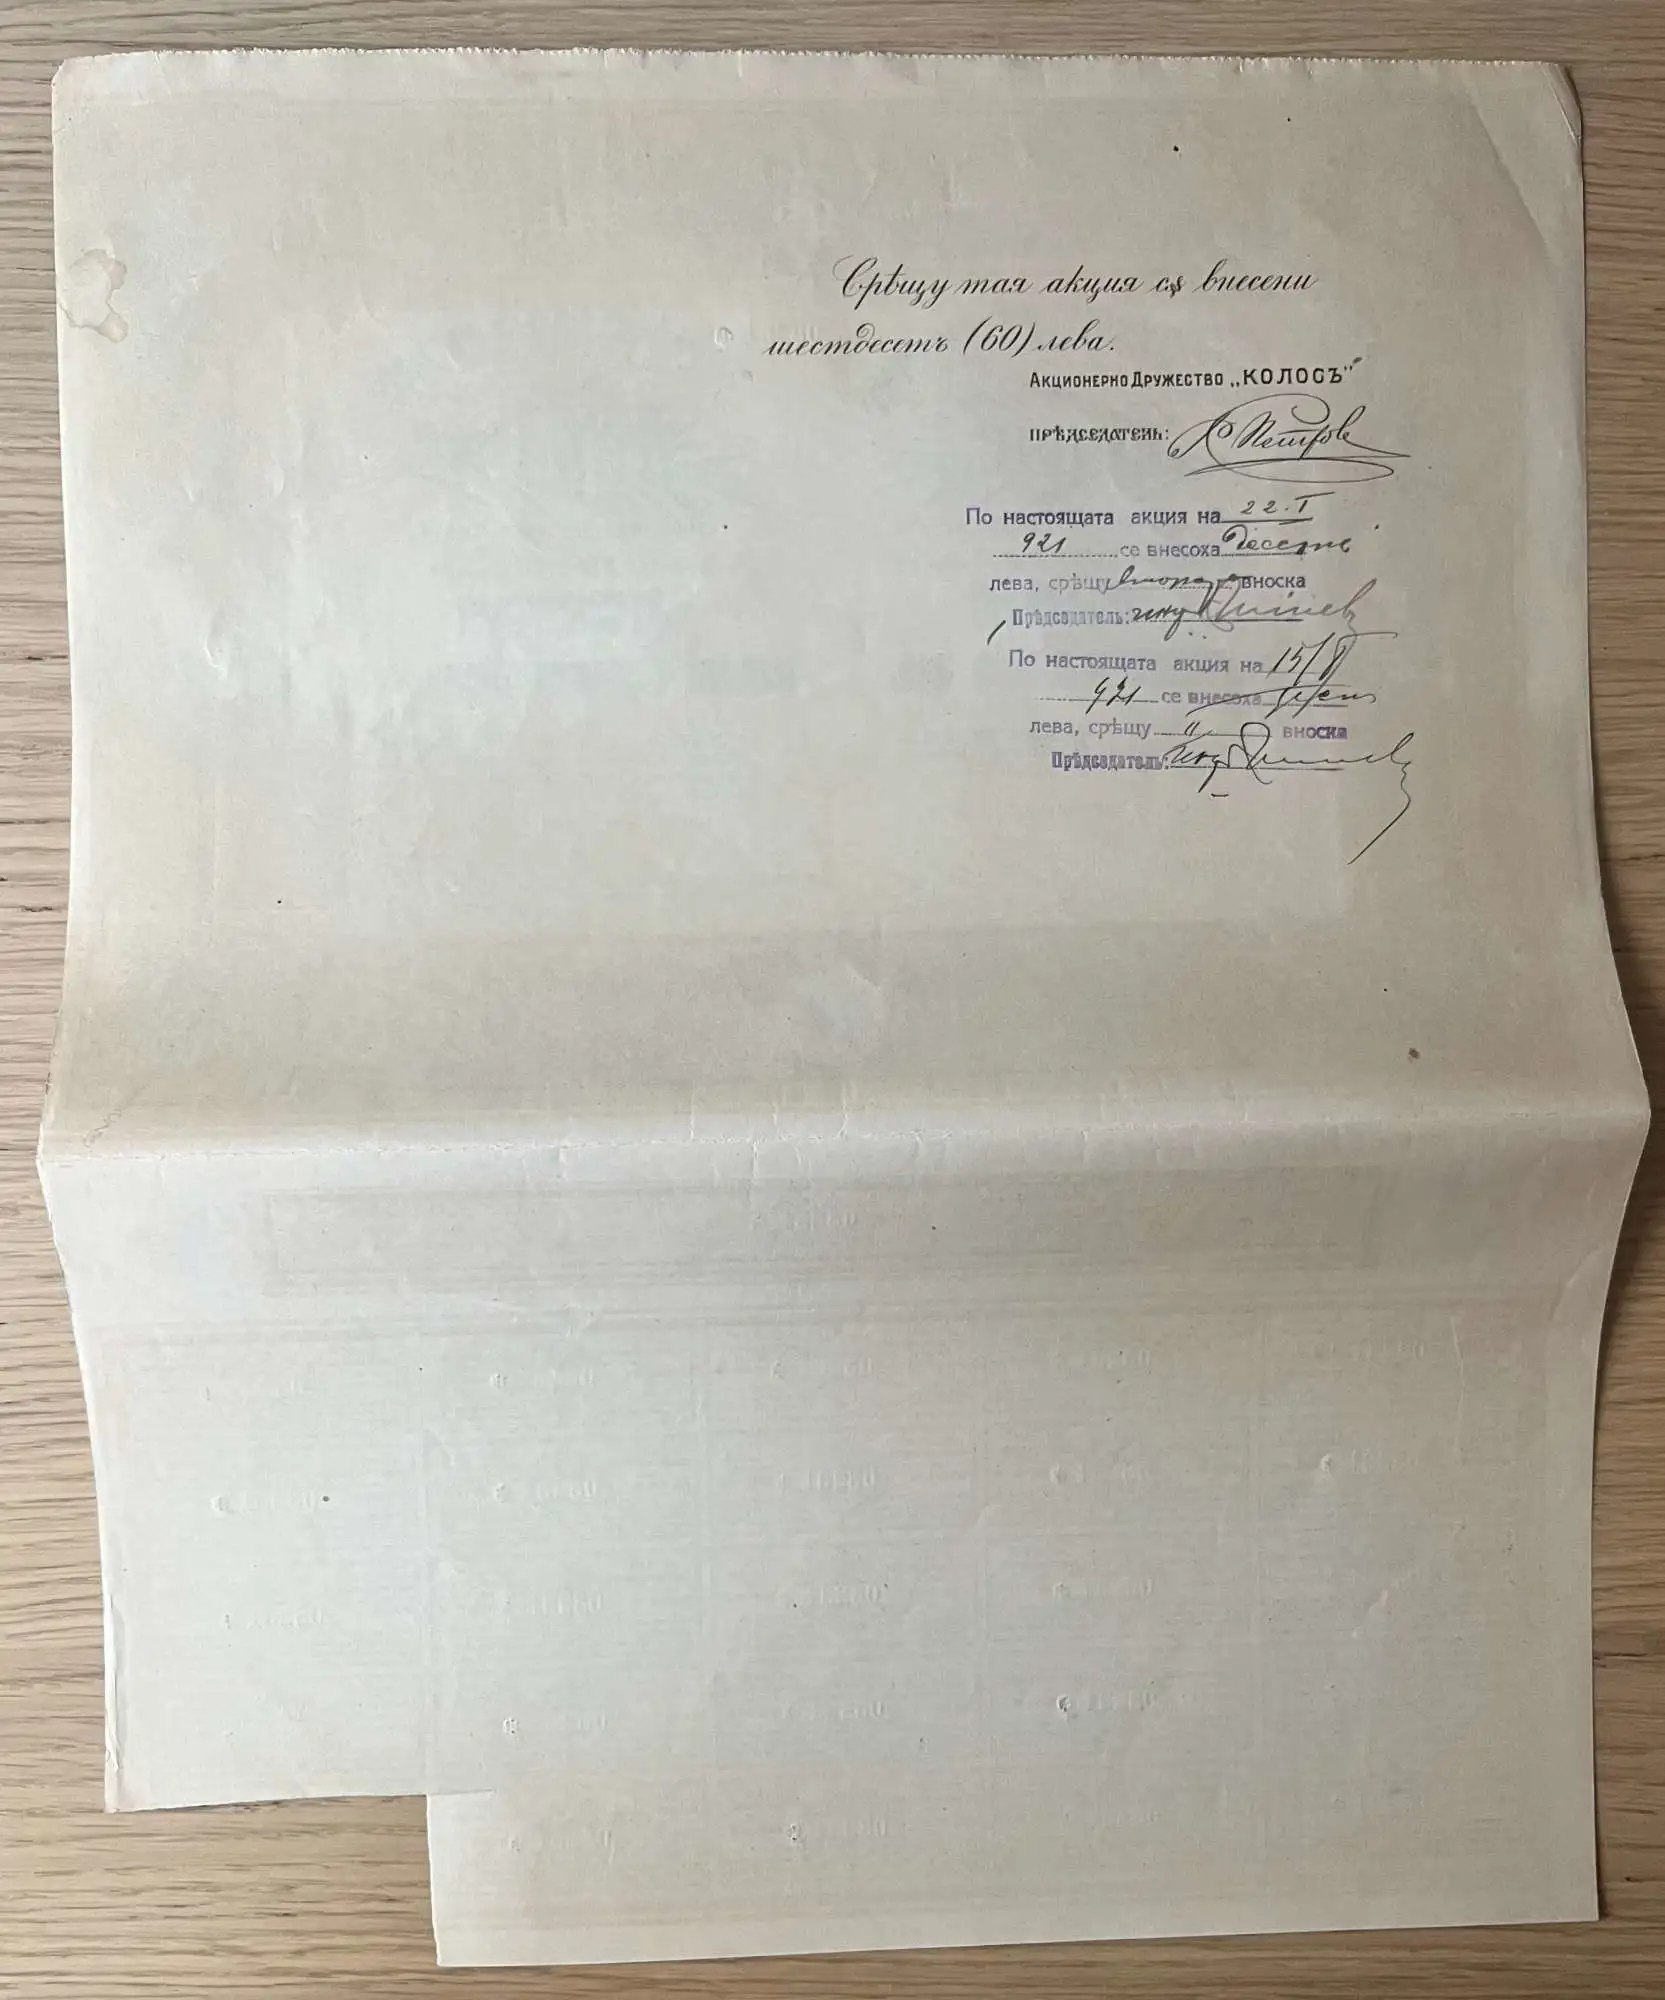 Срѣщу тая акция сѫ внесени
шестдесетъ (60) лева.
Акционерно Дружество „КОЛОСЪ"
ПРѢДСЕДАТЕЛЬ: Х Петров
По настоящата акция на 22.I
921 се внесоха десеть
лева, срѣщу втора вноска
Прѣдседатель:
По настоящата акция на 15/
921 се внесоха
лева, срѣщу " вноска
Прѣдседатель: